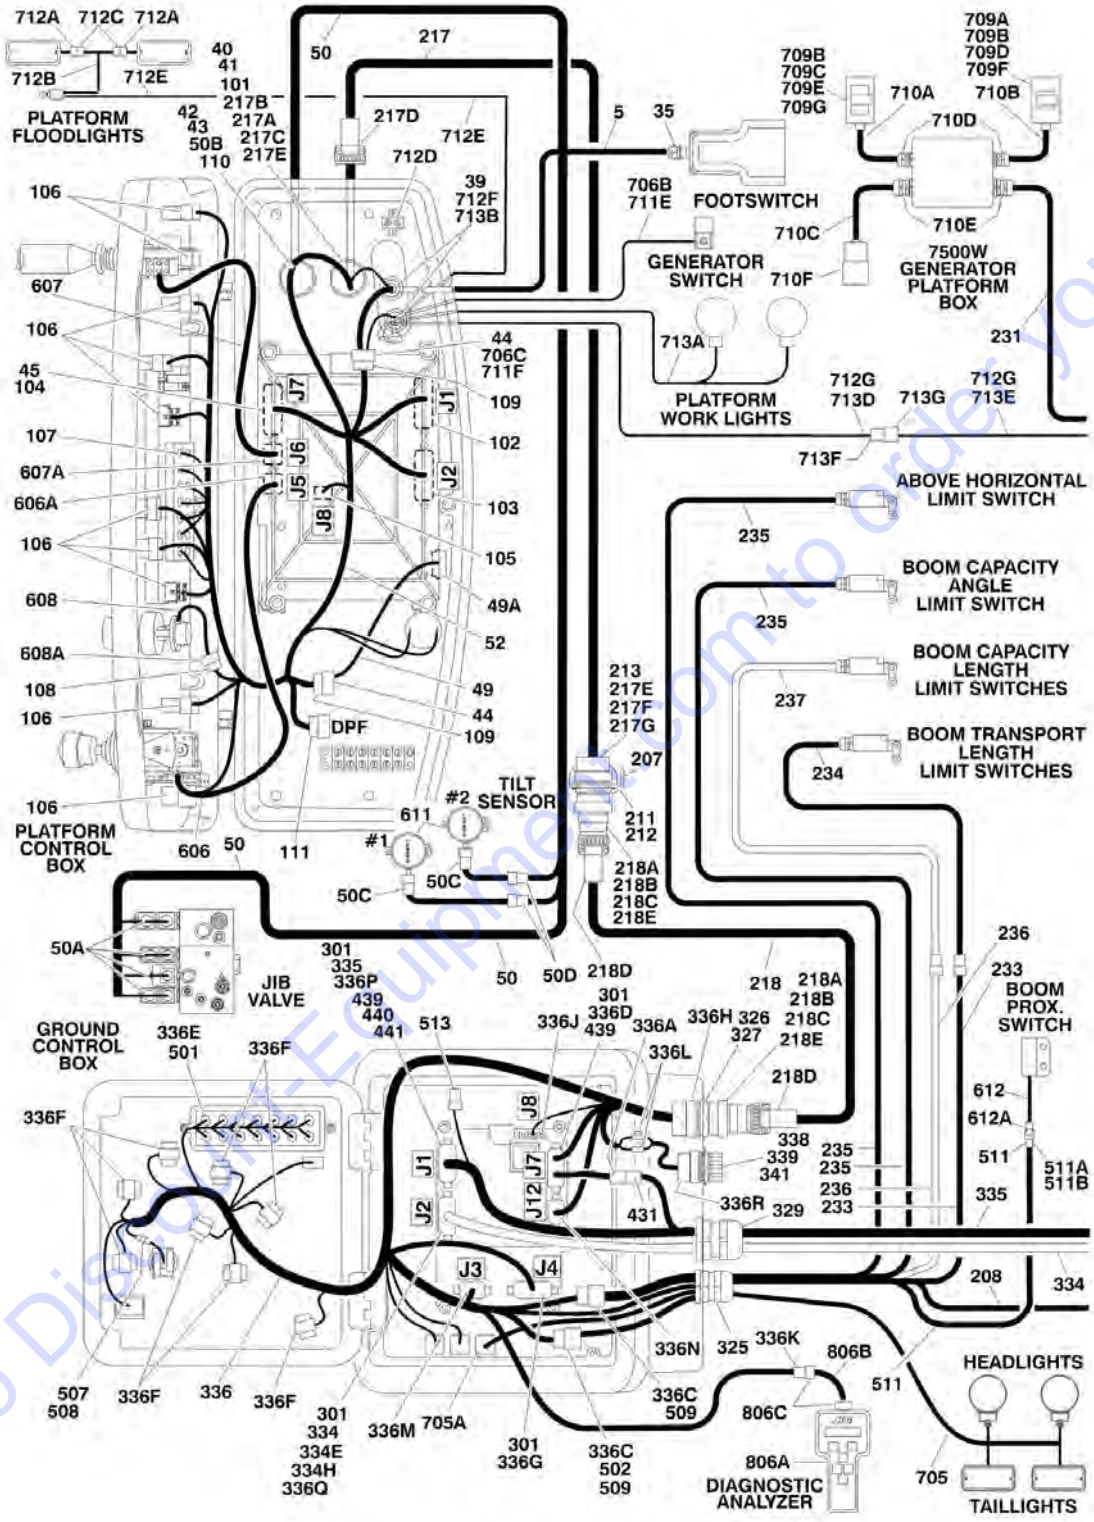 712A 712C 712A
712B 712E
PLATFORM
FLOODLIGHTS
40
41
101
217B
217A
217C
217E
42
43
50B
110
50
217
217D
712D
712E
5
35
FOOTSWITCH
39
712F
713B
706B
711E
GENERATOR
SWITCH
709B
709C
709E
709G
709A
709B
709D
709F
710A
710B
710D
710C
710E
710F
7500W
GENERATOR
PLATFORM
BOX
231
106
607
106
45
104
107
607A
606A
106
608
608A
108
106
106
PLATFORM
CONTROL
BOX
J7
J1
J6
J5
J2
J8
44
706C
711F
109
102
103
105
49A
52
49
44
109
DPF
606
111
713A
PLATFORM
WORK LIGHTS
712G
713D
713G
713F
712G
713E
ABOVE HORIZONTAL
LIMIT SWITCH
235
BOOM CAPACITY
ANGLE
LIMIT SWITCH
235
BOOM CAPACITY
LENGTH
LIMIT SWITCHES
237
BOOM TRANSPORT
LENGTH
LIMIT SWITCHES
234
213
217E
217F
217G
207
211
212
218A
218B
218C
218E
TILT
SENSOR
#2
611
#1
50C
50C
50D
50
50
50A
JIB
VALVE
GROUND
CONTROL
BOX
218D
218
218A
218B
218C
218E
218D
236
233
BOOM
PROX.
SWITCH
612
612A
511
511A
511B
301
335
336P
439
440
441
513
336J
301
336D
439
336A
336L
336H
326
327
336E
501
336F
336F
J8
J1
J7
J2
J12
J3
J4
338
339
341
336R
431
329
235
235
236
233
335
208
334
507
508
336F
336
336F
301
334
334E
334H
336Q
336M
705A
301
336G
336C
502
509
336C
509
336N
325
336K
806B
806C
806A
DIAGNOSTIC
ANALYZER
511
HEADLIGHTS
705
TAILLIGHTS
Discount-Equipment.com to order yo